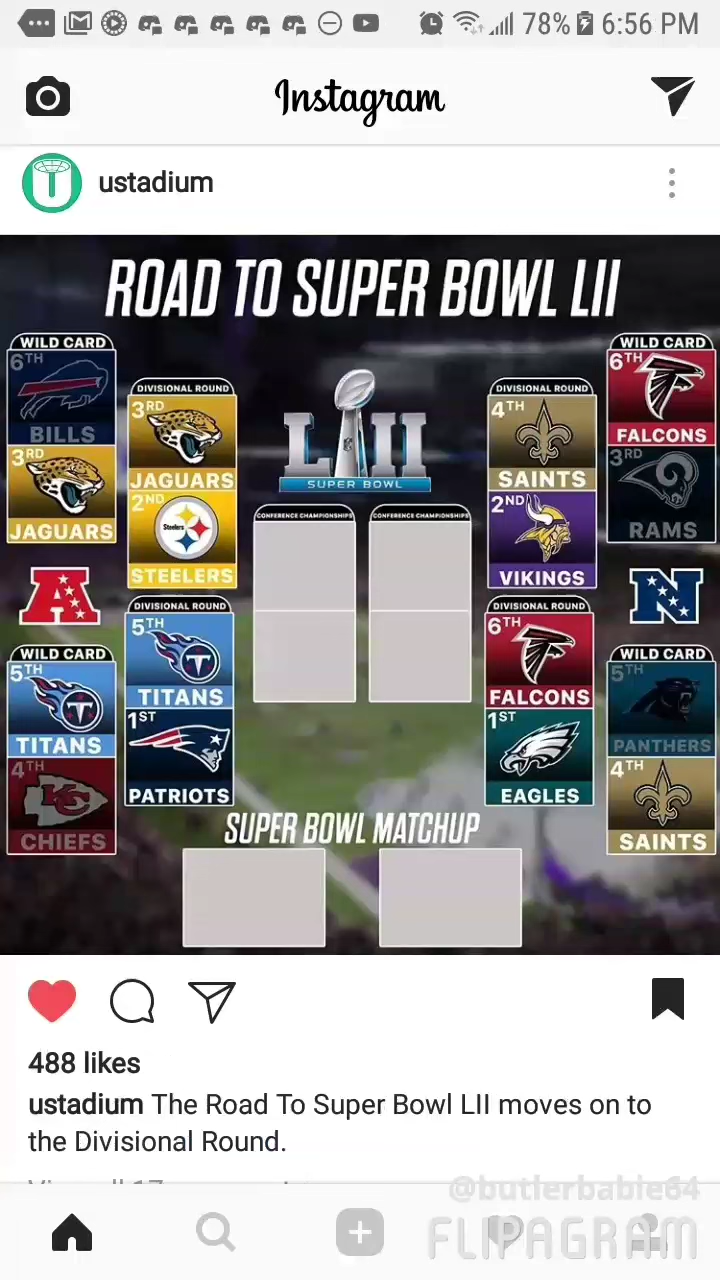 78% 6:56 PM
Instagram
ustadium
ROAD TO SUPER BOWL LII
WILD CARD
6TH
BILLS
3RD
JAGUARS
DIVISIONAL ROUND
3RD
JAGUARS
2ND
Steelers
STEELERS
LII
SUPER BOWL
CONFERENCE CHAMPIONSHIPS
CONFERENCE CHAMPIONSHIPS
DIVISIONAL ROUND
4TH
SAINTS
2ND
VIKINGS
WILD CARD
6TH
FALCONS
3RD
RAMS
A
N
WILD CARD
5TH
TITANS
4TH
KC
CHIEFS
DIVISIONAL ROUND
5TH
T
TITANS
1ST
PATRIOTS
DIVISIONAL ROUND
6TH
FALCONS
1ST
EAGLES
WILD CARD
5TH
PANTHERS
4TH
SAINTS
SUPER BOWL MATCHUP
488 likes
ustadium The Road To Super Bowl LII moves on to
the Divisional Round.
@butlerbabie64
FLIPAGRAM